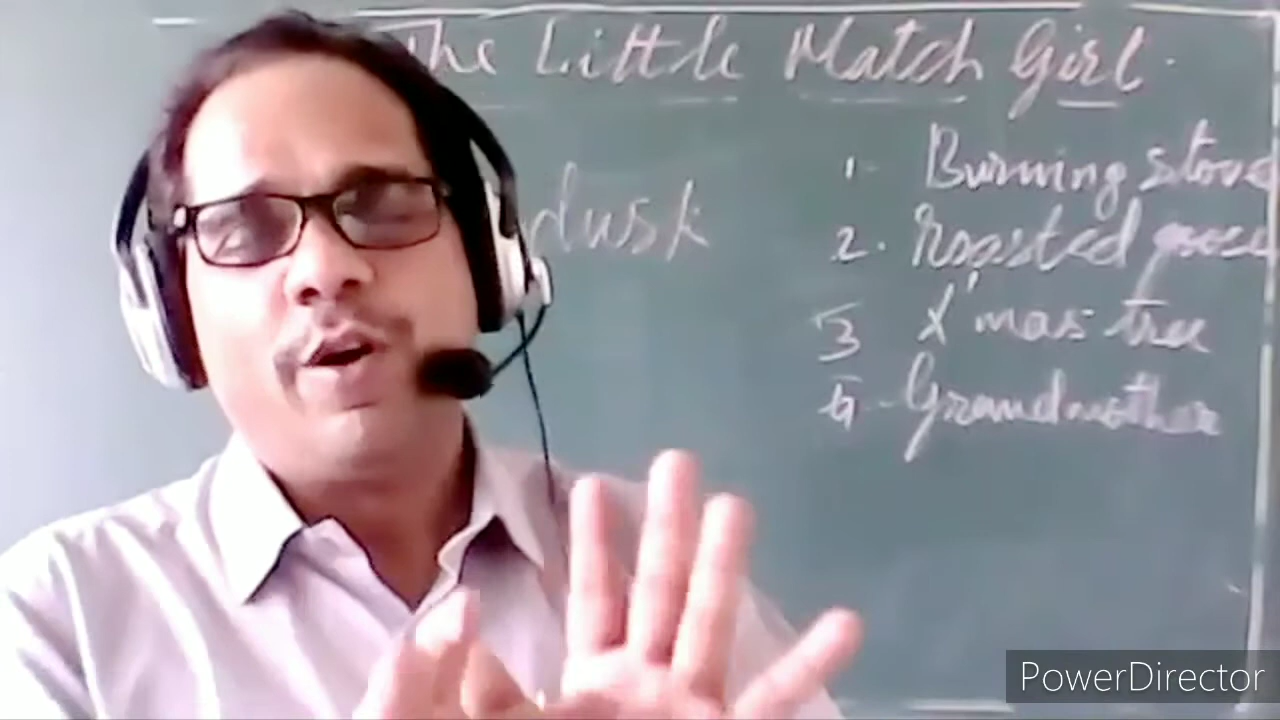 The Little Match Girl.
dusk
1. Burning stove
2. Roasted goose
3 X'mas tree
4. Grandmother
PowerDirector